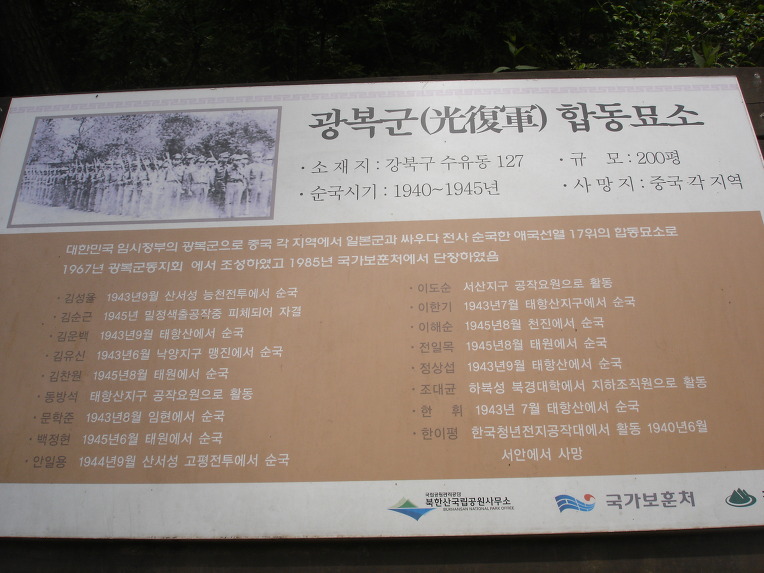 광복군(光復軍) 합동묘소
· 소 재 지 : 강북구 수유동 127
· 규 모 : 200평
· 순국시기 : 1940~1945년
· 사 망 지 : 중국 각 지역
대한민국 임시정부의 광복군으로 중국 각 지역에서 일본군과 싸우다 전사 순국한 애국선열 17위의 합동묘소로
1967년 광복군동지회 에서 조성하였고 1985년 국가보훈처에서 단장하였음
· 김성율 1943년9월 산서성 능천전투에서 순국
· 김순근 1945년 밀정색출공작중 피체되어 자결
· 김운백 1943년9월 태항산에서 순국
· 김유신 1943년6월 낙양지구 맹진에서 순국
· 김천원 1945년8월 태원에서 순국
· 동방석 태항산지구 공작요원으로 활동
· 문학준 1943년8월 임현에서 순국
· 백정현 1945년6월 태원에서 순국
· 안일용 1944년9월 산서성 고평전투에서 순국
· 이도순 서산지구 공작요원으로 활동
· 이한기 1943년7월 태항산지구에서 순국
· 이해순 1945년8월 천진에서 순국
· 전일묵 1945년8월 태원에서 순국
· 정상섭 1943년9월 태항산에서 순국
· 조대균 하북성 북경대학에서 지하조직원으로 활동
· 한 휘 1943년 7월 태항산에서 순국
· 한이평 한국청년전지공작대에서 활동 1940년6월
서안에서 사망
국립공원관리공단
북한산국립공원사무소
BUKHANSAN NATIONAL PARK OFFICE
국가보훈처